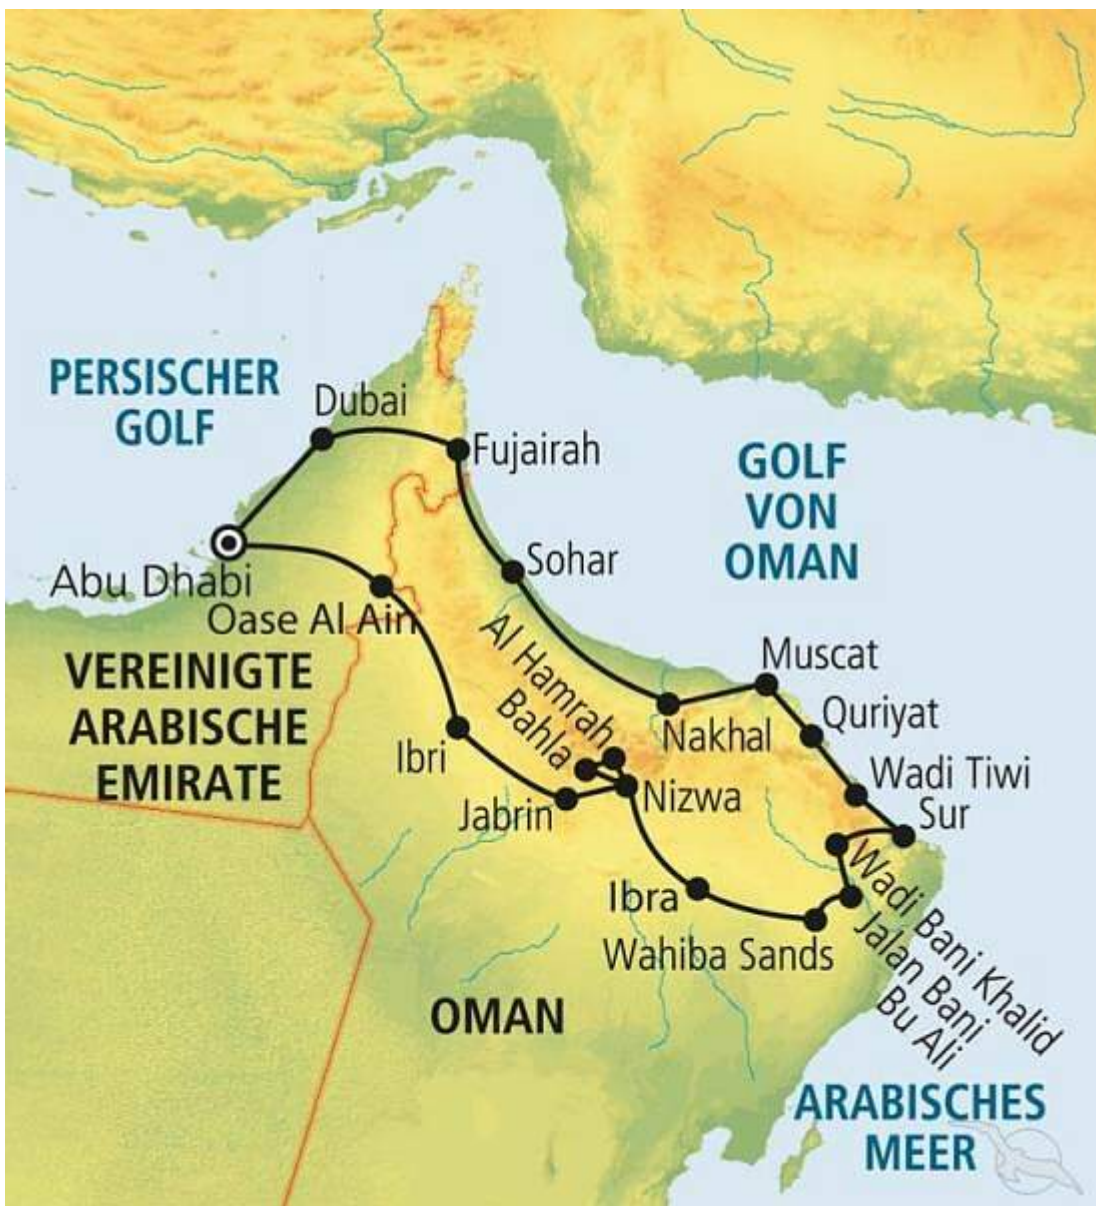 PERSISCHER
GOLF
Dubai
Fujairah
GOLF
VON
OMAN
Abu Dhabi
Sohar
Oase Al Ain
VEREINIGTE
ARABISCHE
EMIRATE
Al Hamrah
Bahla
Muscat
Nakhal
Quriyat
Ibri
Wadi Tiwi
Jabrin
Nizwa
Sur
Ibra
Wahiba Sands
Wadi Bani Khalid
Jalan Bani
Bu Ali
OMAN
ARABISCHES
MEER